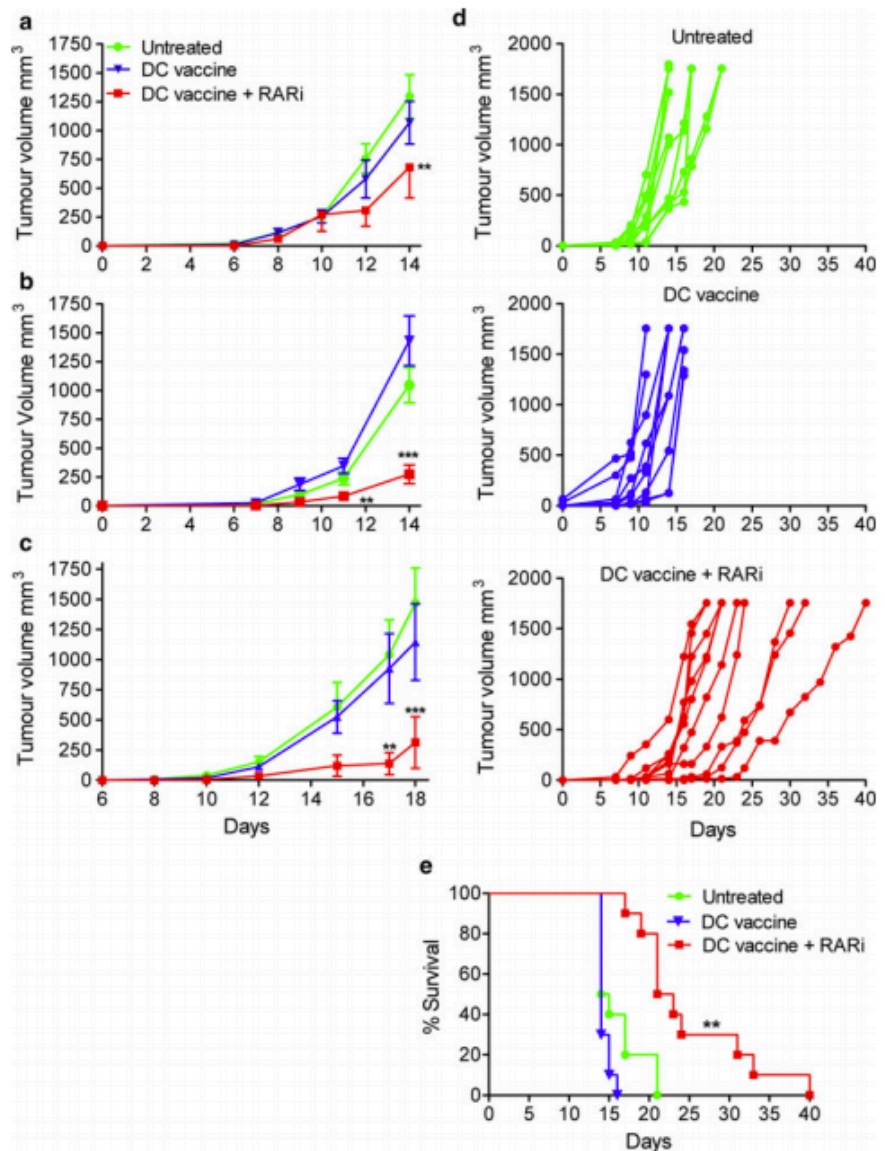 a
1750
1500
1250
1000
750
500
250
0
Tumour volume mm3
Untreated
DC vaccine
DC vaccine + RARi
**
0 2 4 6 8 10 12 14
b
1750
1500
1250
1000
750
500
250
0
Tumour Volume mm3
***
**
0 2 4 6 8 10 12 14
c
1750
1500
1250
1000
750
500
250
0
Tumour volume mm3
***
**
6 8 10 12 14 16 18
Days
d
Untreated
2000
1500
1000
500
0
Tumour volume mm3
0 5 10 15 20 25 30 35 40
DC vaccine
2000
1500
1000
500
0
Tumour volume mm3
0 5 10 15 20 25 30 35 40
DC vaccine + RARi
2000
1500
1000
500
0
Tumour volume mm3
0 5 10 15 20 25 30 35 40
Days
e
100
80
60
40
20
0
% Survival
Untreated
DC vaccine
DC vaccine + RARi
**
0 5 10 15 21 25 31 35 40
Days